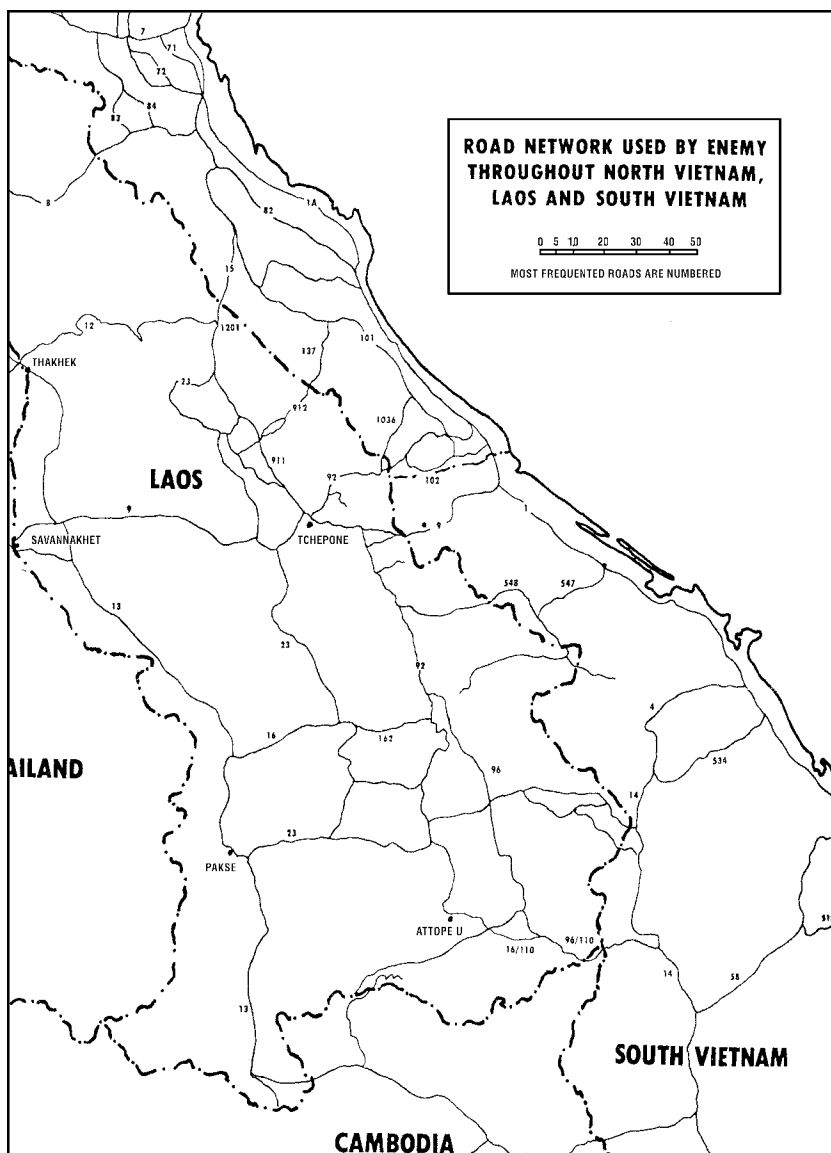 7
71
72
84
83
ROAD NETWORK USED BY ENEMY
THROUGHOUT NORTH VIETNAM,
LAOS AND SOUTH VIETNAM
0 5 10 20 30 40 50
MOST FREQUENTED ROADS ARE NUMBERED
8
82
1A
15
12
1201
137
101
THAKHEK
23
912
1036
911
LAOS
92
102
9
1
TCHEPONE
9
SAVANNAKHET
548
547
13
23
92
4
16
162
534
AILAND
96
14
23
PAKSE
ATTOPE U
51
16/110
96/110
14
58
13
SOUTH VIETNAM
CAMBODIA